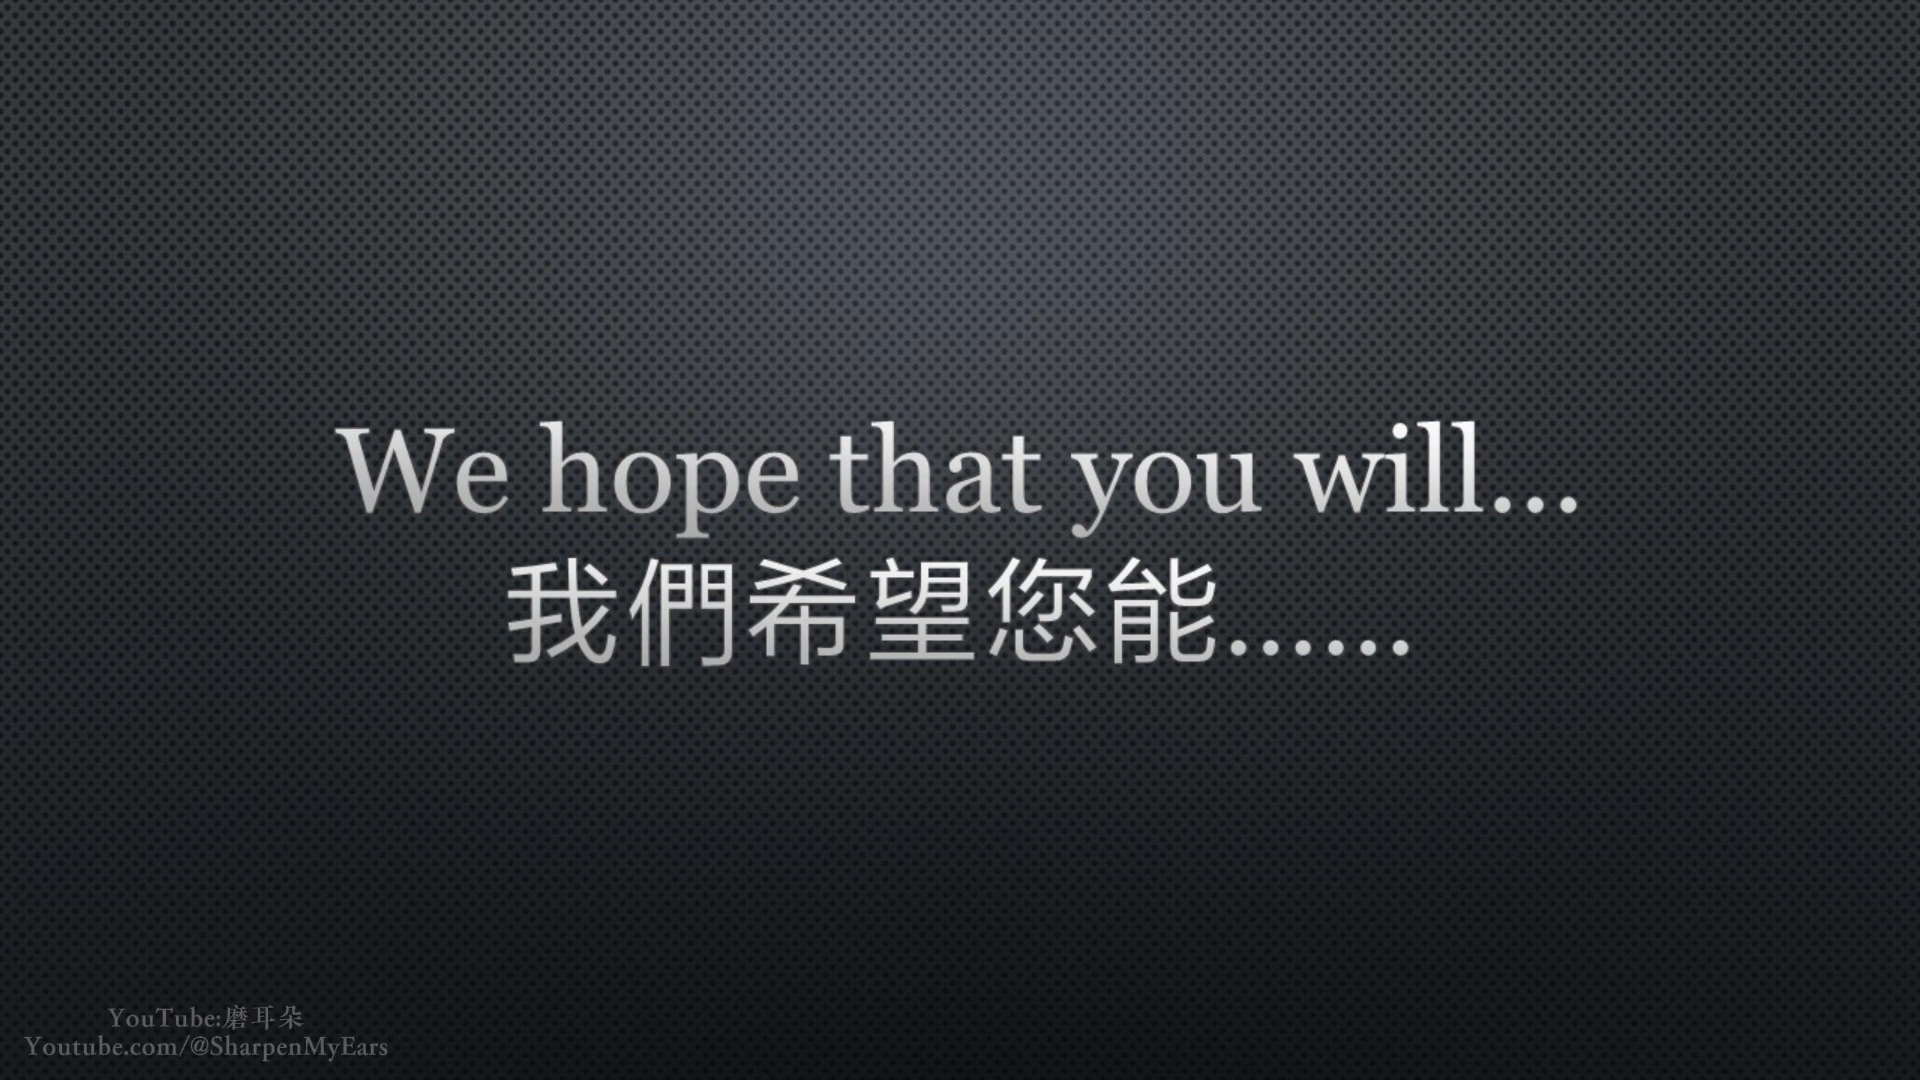 We hope that you will...
我們希望您能......
YouTube:磨耳朵
Youtube.com/@SharpenMyEars